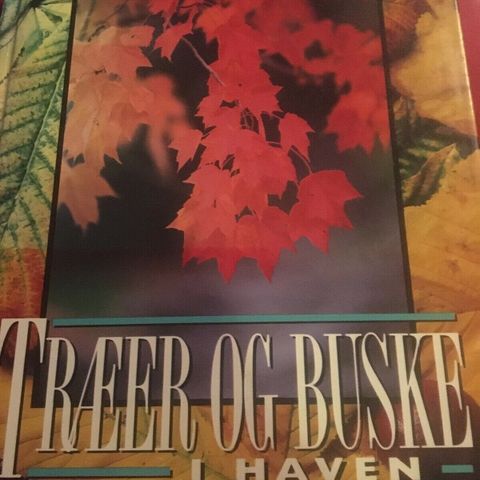 TRÆER OG BUSKE
I HAVEN